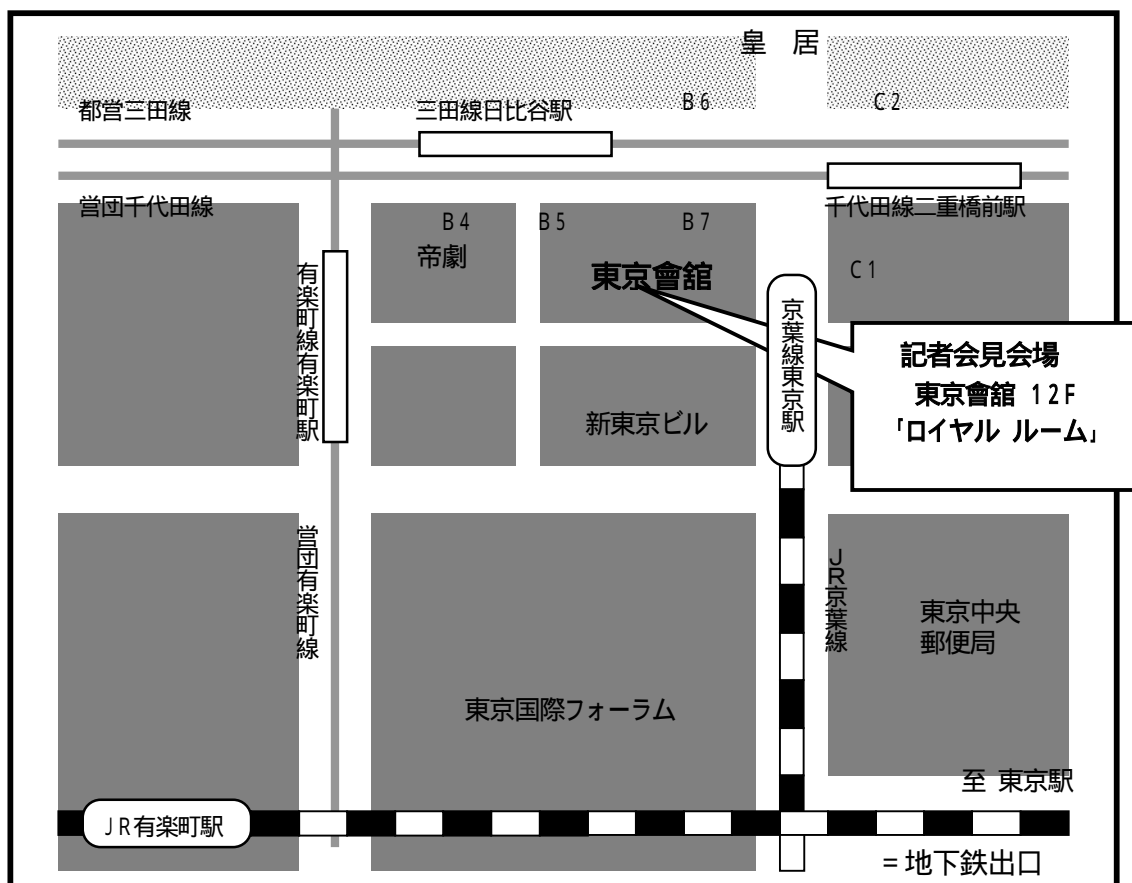 皇 居
都営三田線
三田線日比谷駅
B6
C2
営団千代田線
千代田線二重橋前駅
B4
B5
B7
帝劇
東京會舘
C1
有楽町線有楽町駅
京葉線東京駅
記者会見会場
東京會舘 12F
「ロイヤル ルーム」
新東京ビル
営団有楽町線
JR京葉線
東京中央
郵便局
東京国際フォーラム
至 東京駅
JR有楽町駅
=地下鉄出口